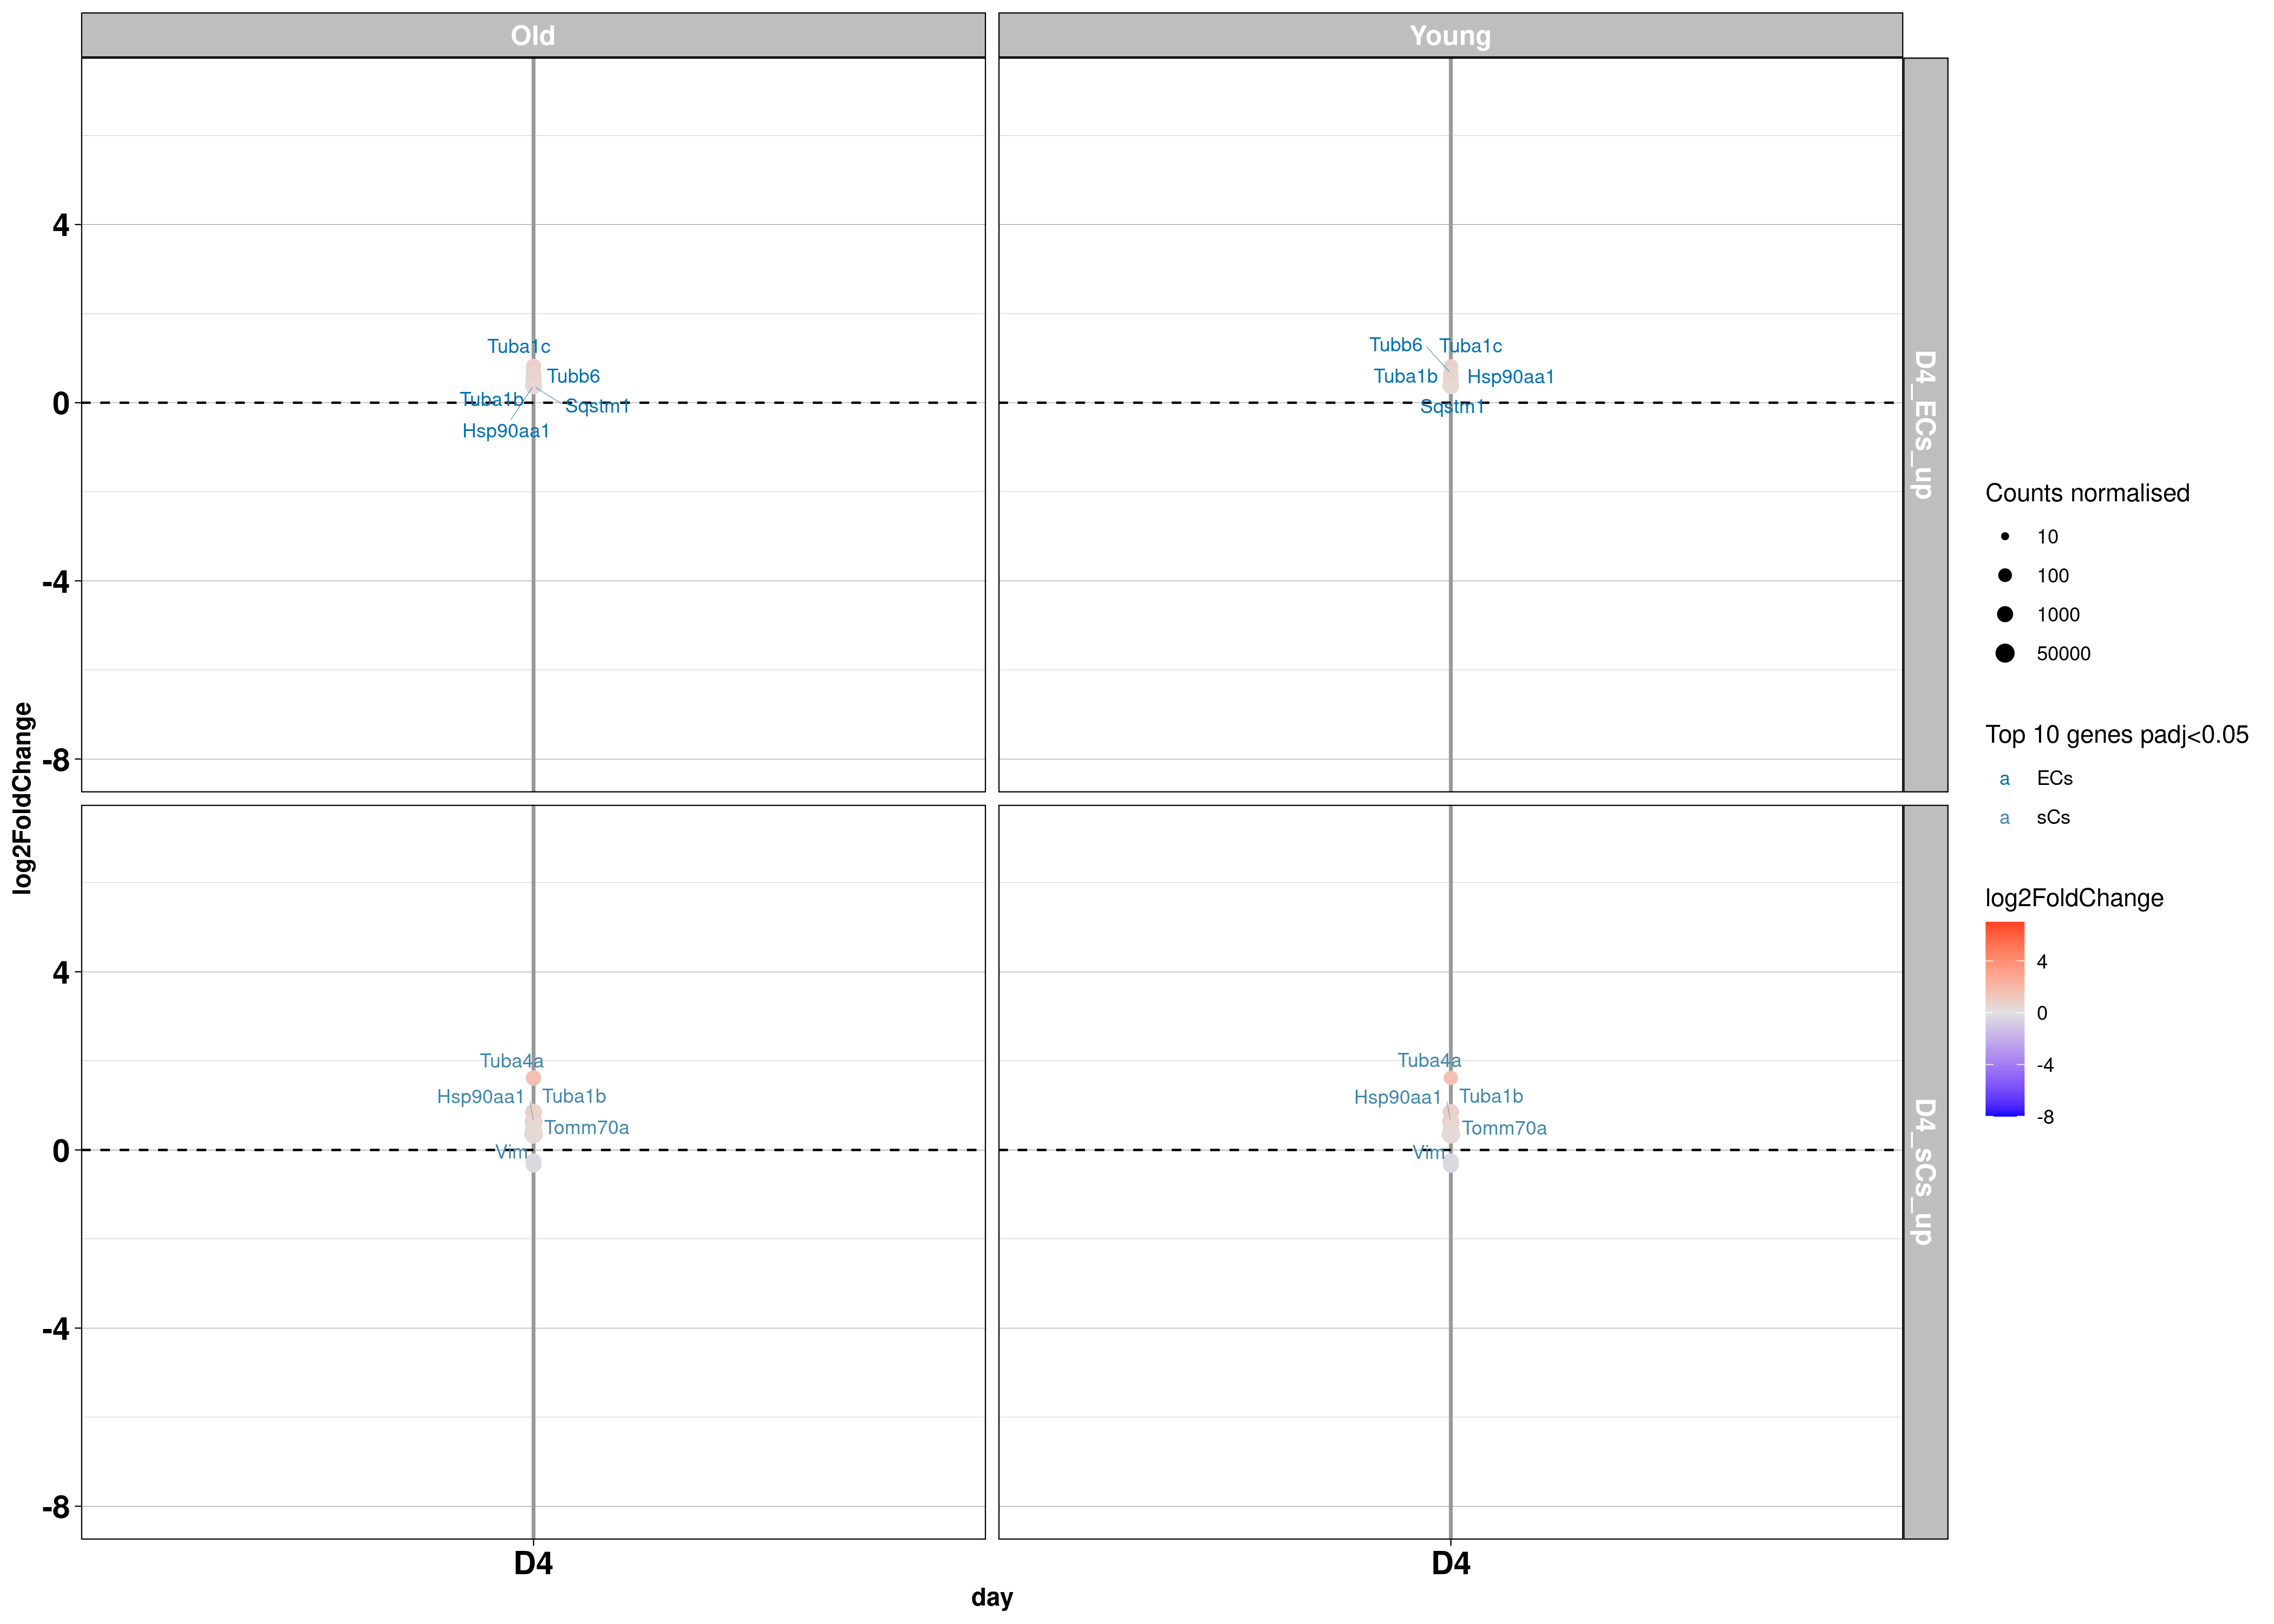 Old
Young
4
0
-4
-8
Tuba1c
Tubb6
Tuba1b
Sqstm1
Hsp90aa1
Tubb6
Tuba1c
Tuba1b
Hsp90aa1
Sqstm1
D4_ECs_up
4
0
-4
-8
Tuba4a
Hsp90aa1
Tuba1b
Tomm70a
Vim
Tuba4a
Hsp90aa1
Tuba1b
Tomm70a
Vim
D4_sCs_up
log2FoldChange
D4
D4
day
Counts normalised
10
100
1000
50000
Top 10 genes padj<0.05
a ECs
a sCs
log2FoldChange
4
0
-4
-8